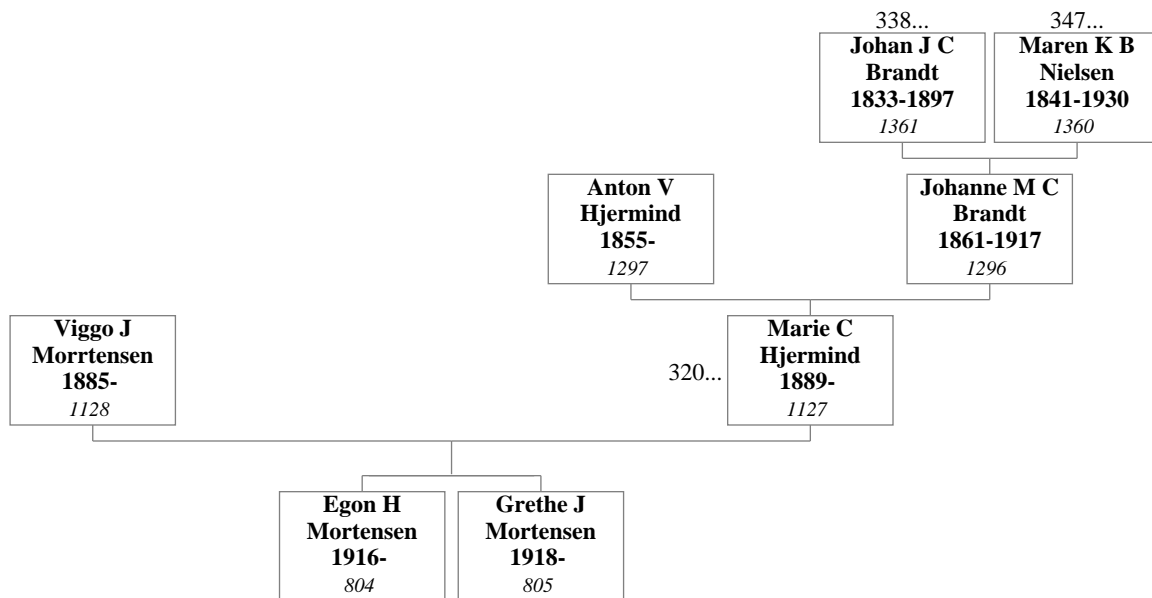 338...
347...
Johan J C
Brandt
1833-1897
1361
Maren K B
Nielsen
1841-1930
1360
Anton V
Hjermind
1855-
1297
Johanne M C
Brandt
1861-1917
1296
Viggo J
Morrtensen
1885-
1128
320...
Marie C
Hjermind
1889-
1127
Egon H
Mortensen
1916-
804
Grethe J
Mortensen
1918-
805